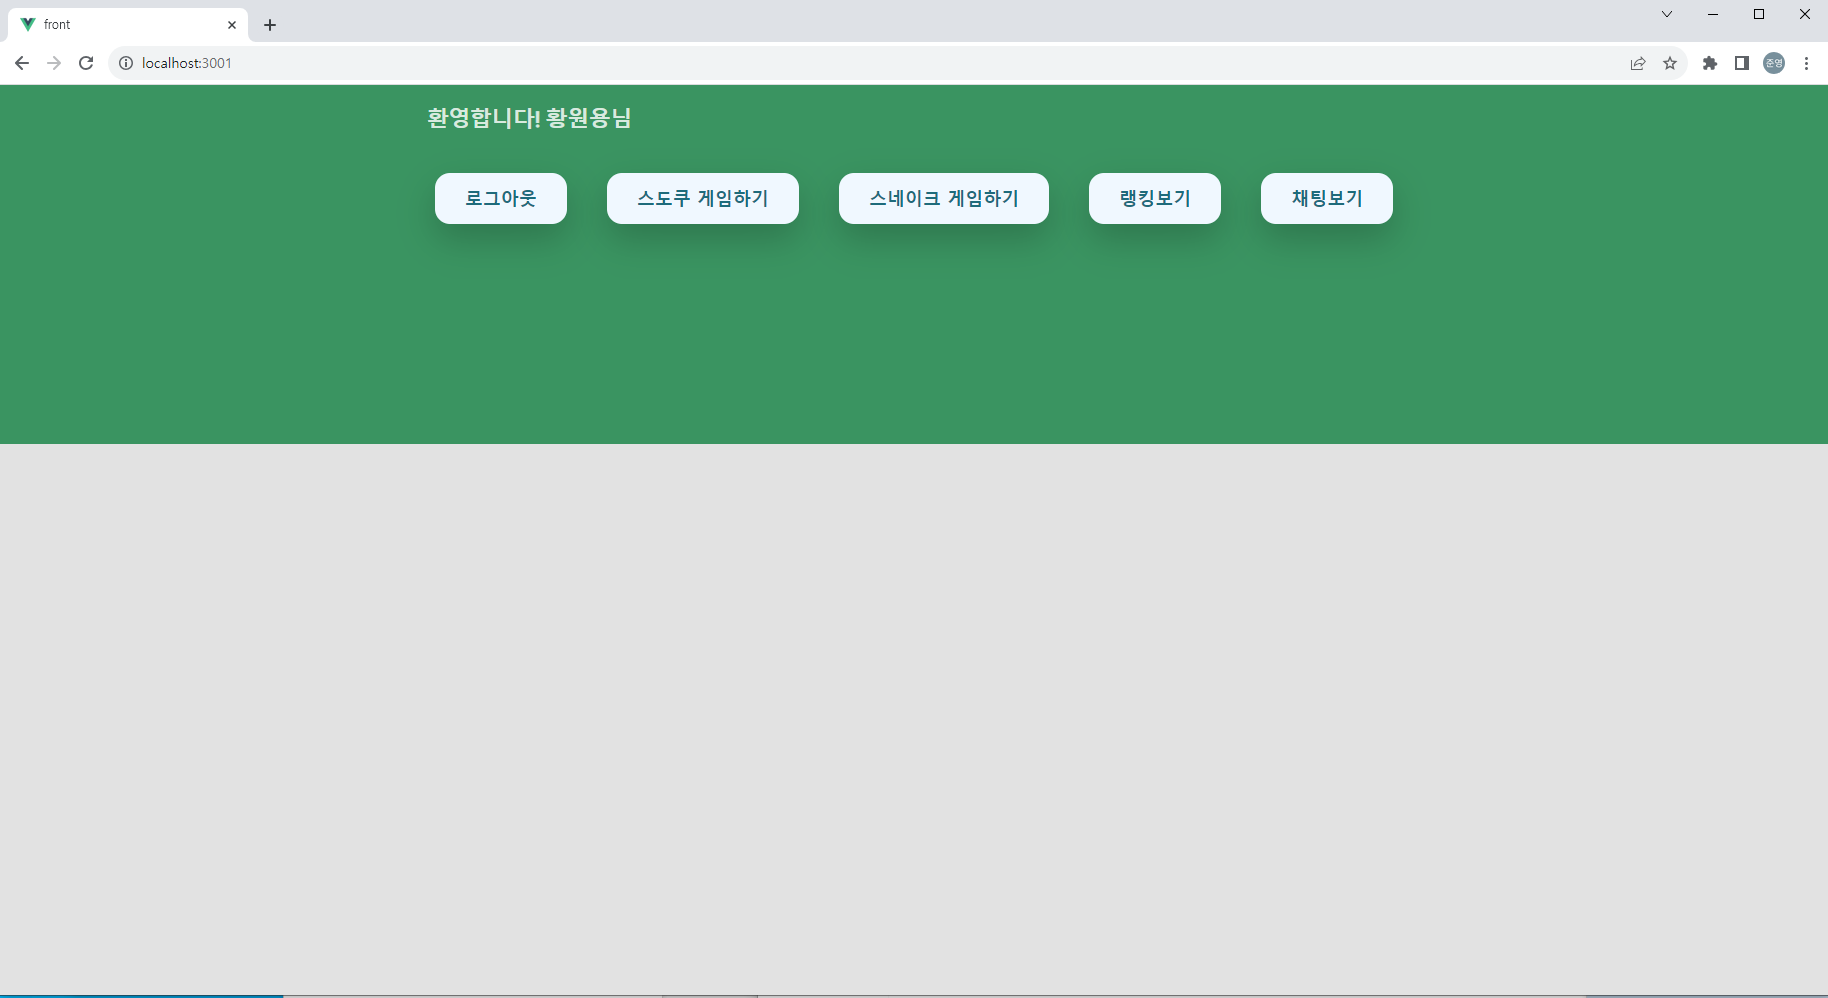 front
localhost:3001
준영
환영합니다! 황원용님
로그아웃
스도쿠 게임하기
스네이크 게임하기
랭킹보기
채팅보기